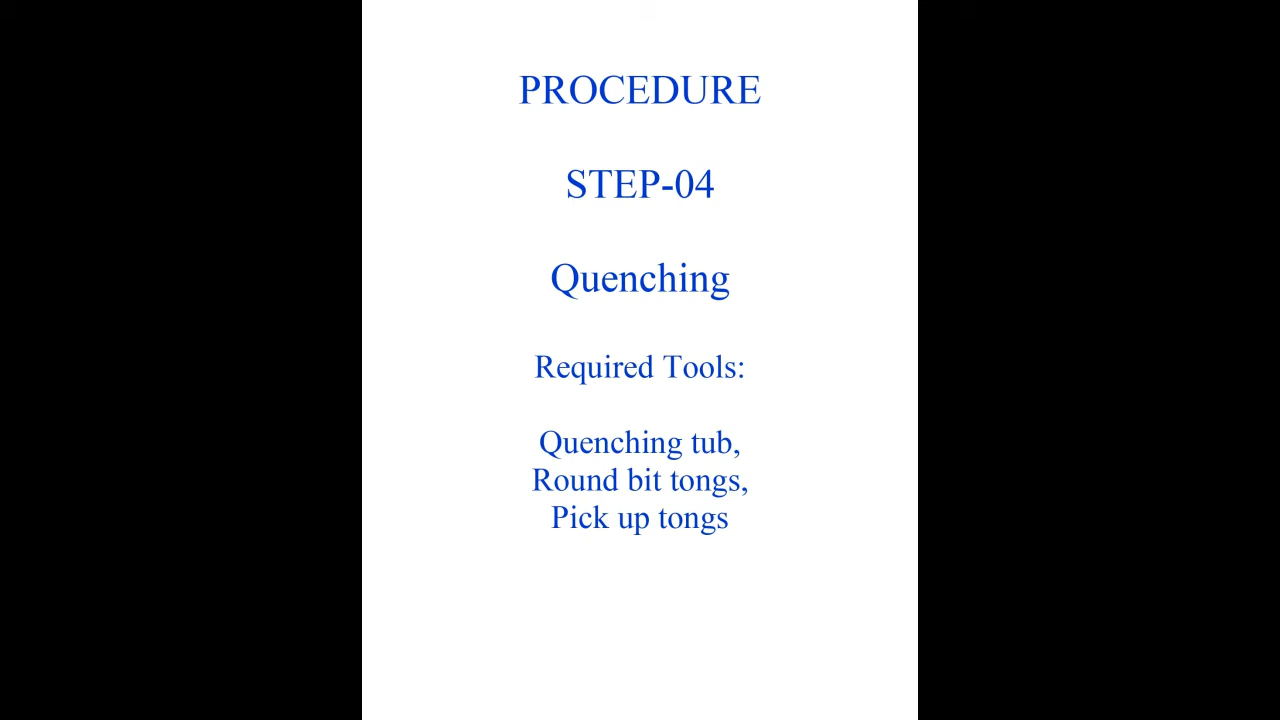 PROCEDURE
STEP-04
Quenching
Required Tools:
Quenching tub,
Round bit tongs,
Pick up tongs